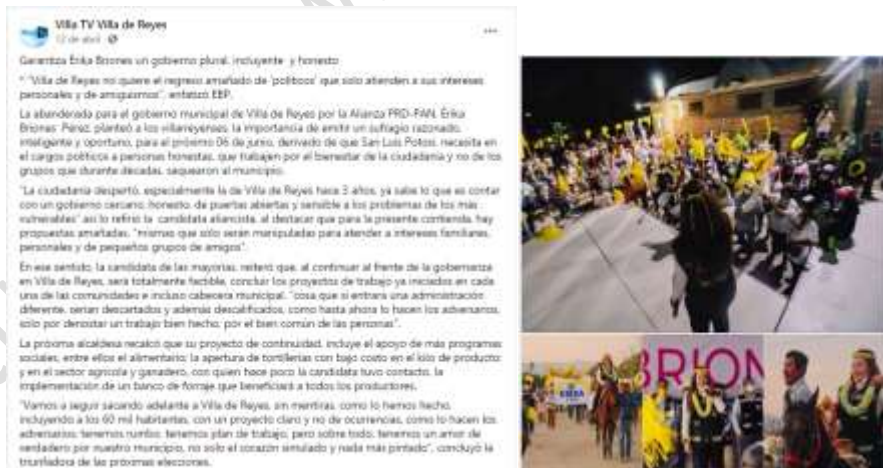 Villa TV Villa de Reyes
12 de abril
Garantiza Erika Briones un gobierno plural, incluyente y honesto
* "Villa de Reyes no quiere el regreso amañado de 'políticos' que solo atienden a sus intereses
personales y de amiguismos", enfatizó EBP.
La abanderada para el gobierno municipal de Villa de Reyes por la Alianza PRD-PAN, Érika
Briones Pérez, planteó a los villareyenses, la importancia de emitir un sufragio razonado,
inteligente y oportuno, para el próximo 06 de junio, derivado de que San Luis Potosí, necesita en
el cargos políticos a personas honestas, que trabajen por el bienestar de la ciudadanía y no de los
grupos que durante décadas, saquearon al municipio.
"La ciudadanía despertó, especialmente la de Villa de Reyes hace 3 años, ya sabe lo que es contar
con un gobierno cercano, honesto, de puertas abiertas y sensible a los problemas de los más
vulnerables" así lo refirió la candidata aliancista, al destacar que para la presente contienda, hay
propuestas amañadas, "mismas que solo serán manipuladas para atender a intereses familiares,
personales y de pequeños grupos de amigos".
En ese sentido, la candidata de las mayorías, reiteró que, al continuar al frente de la gobernanza
en Villa de Reyes, será totalmente factible, concluir los proyectos de trabajo ya iniciados en cada
una de las comunidades e incluso cabecera municipal, "cosa que si entrara una administración
diferente, serían descartados y además descalificados, como hasta ahora lo hacen los adversarios,
solo por denostar un trabajo bien hecho, por el bien común de las personas".
La próxima alcaldesa recalcó que su proyecto de continuidad, incluye el apoyo de más programas
sociales, entre ellos el alimentario; la apertura de tortillerías con bajo costo en el kilo de producto;
y en el sector agrícola y ganadero, con quien hace poco la candidata tuvo contacto, la
implementación de un banco de forraje que beneficiará a todos los productores.
"Vamos a seguir sacando adelante a Villa de Reyes, sin mentiras, como lo hemos hecho,
incluyendo a los 60 mil habitantes, con un proyecto claro y no de ocurrencias, como lo hacen los
adversarios; tenemos rumbo, tenemos plan de trabajo, pero sobre todo, tenemos un amor de
verdadero por nuestro municipio, no solo el corazón simulado y nada más pintado", concluyó la
triunfadora de las próximas elecciones.
BRION